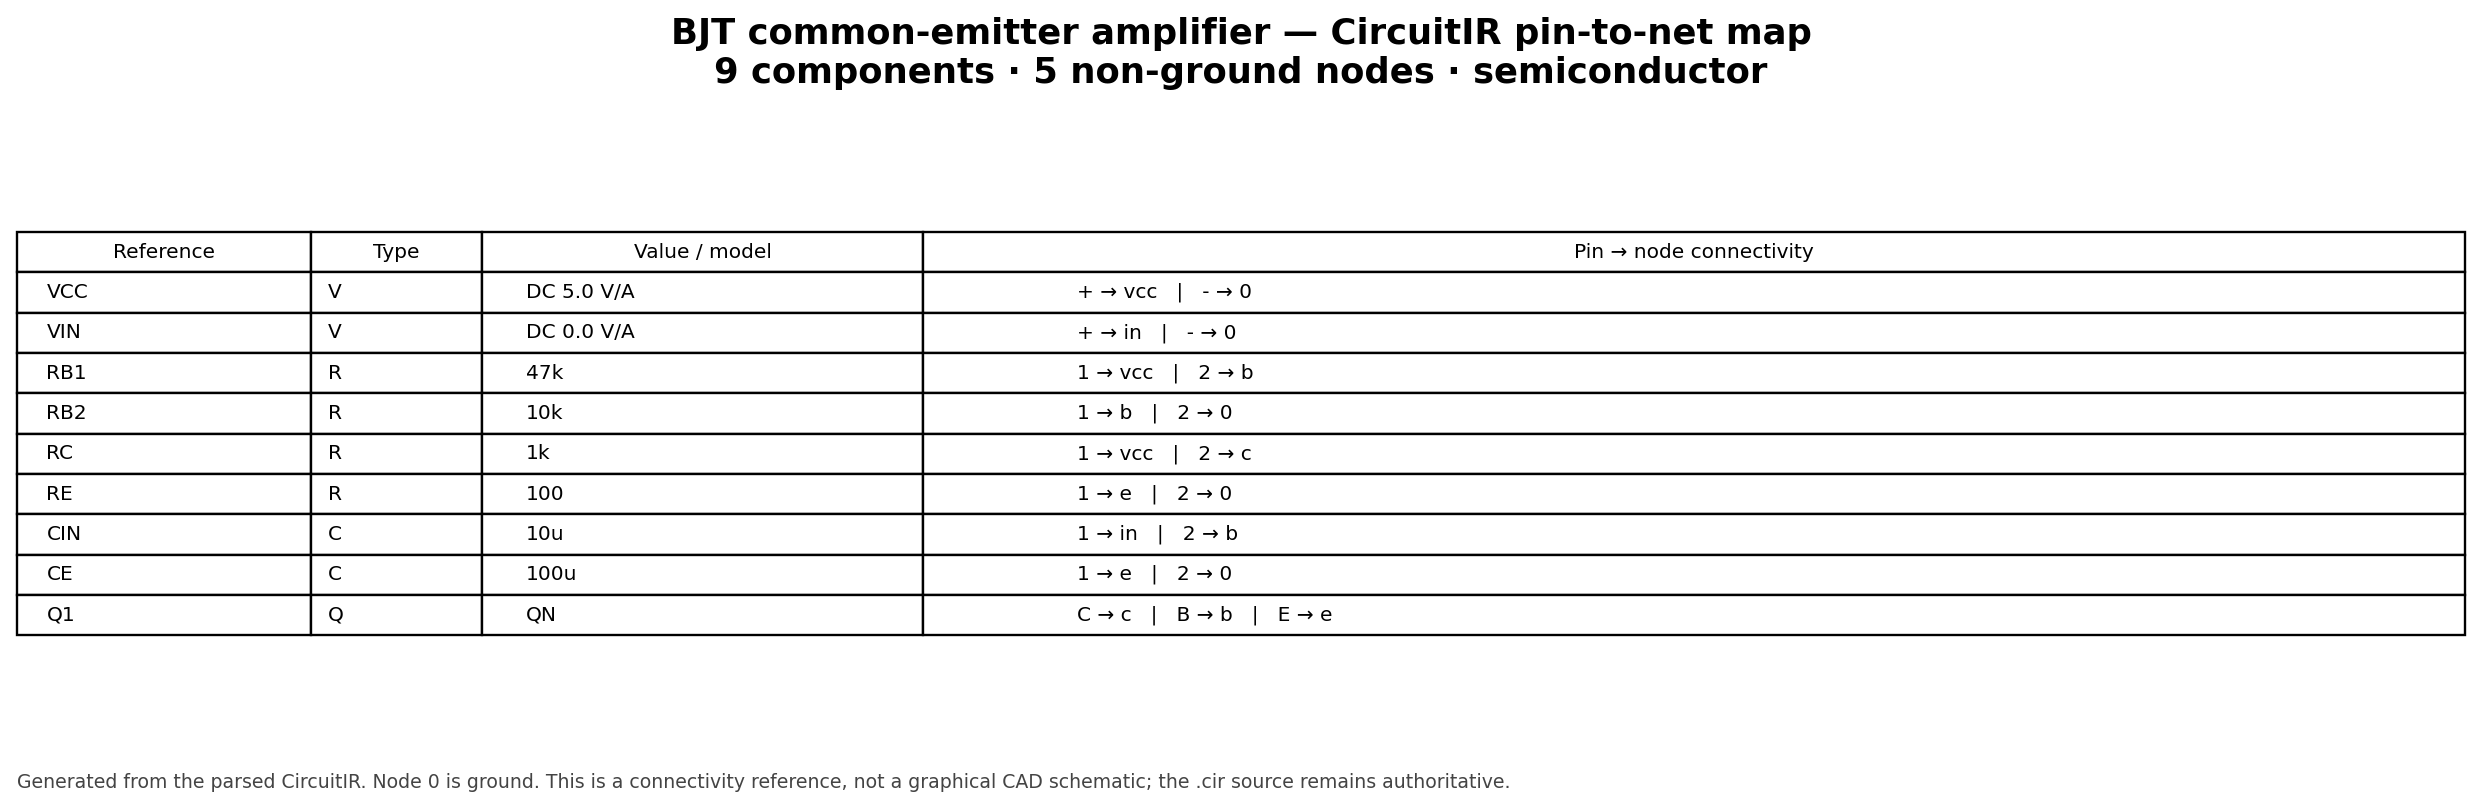 BJT common-emitter amplifier — CircuitIR pin-to-net map
9 components · 5 non-ground nodes · semiconductor
Reference Type Value / model Pin → node connectivity
VCC V DC 5.0 V/A + → vcc | - → 0
VIN V DC 0.0 V/A + → in | - → 0
RB1 R 47k 1 → vcc | 2 → b
RB2 R 10k 1 → b | 2 → 0
RC R 1k 1 → vcc | 2 → c
RE R 100 1 → e | 2 → 0
CIN C 10u 1 → in | 2 → b
CE C 100u 1 → e | 2 → 0
Q1 Q QN C → c | B → b | E → e
Generated from the parsed CircuitIR. Node 0 is ground. This is a connectivity reference, not a graphical CAD schematic; the .cir source remains authoritative.